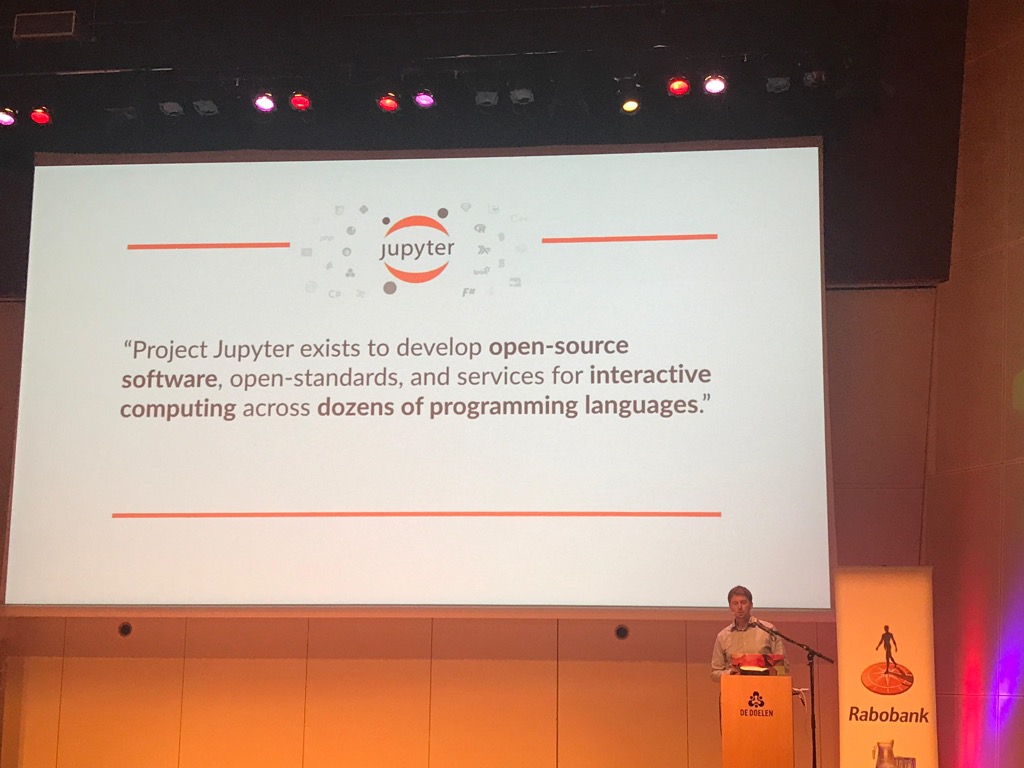 jupyter
C++
C#
F#
“Project Jupyter exists to develop open-source
software, open-standards, and services for interactive
computing across dozens of programming languages.”
DE DOELEN
Rabobank